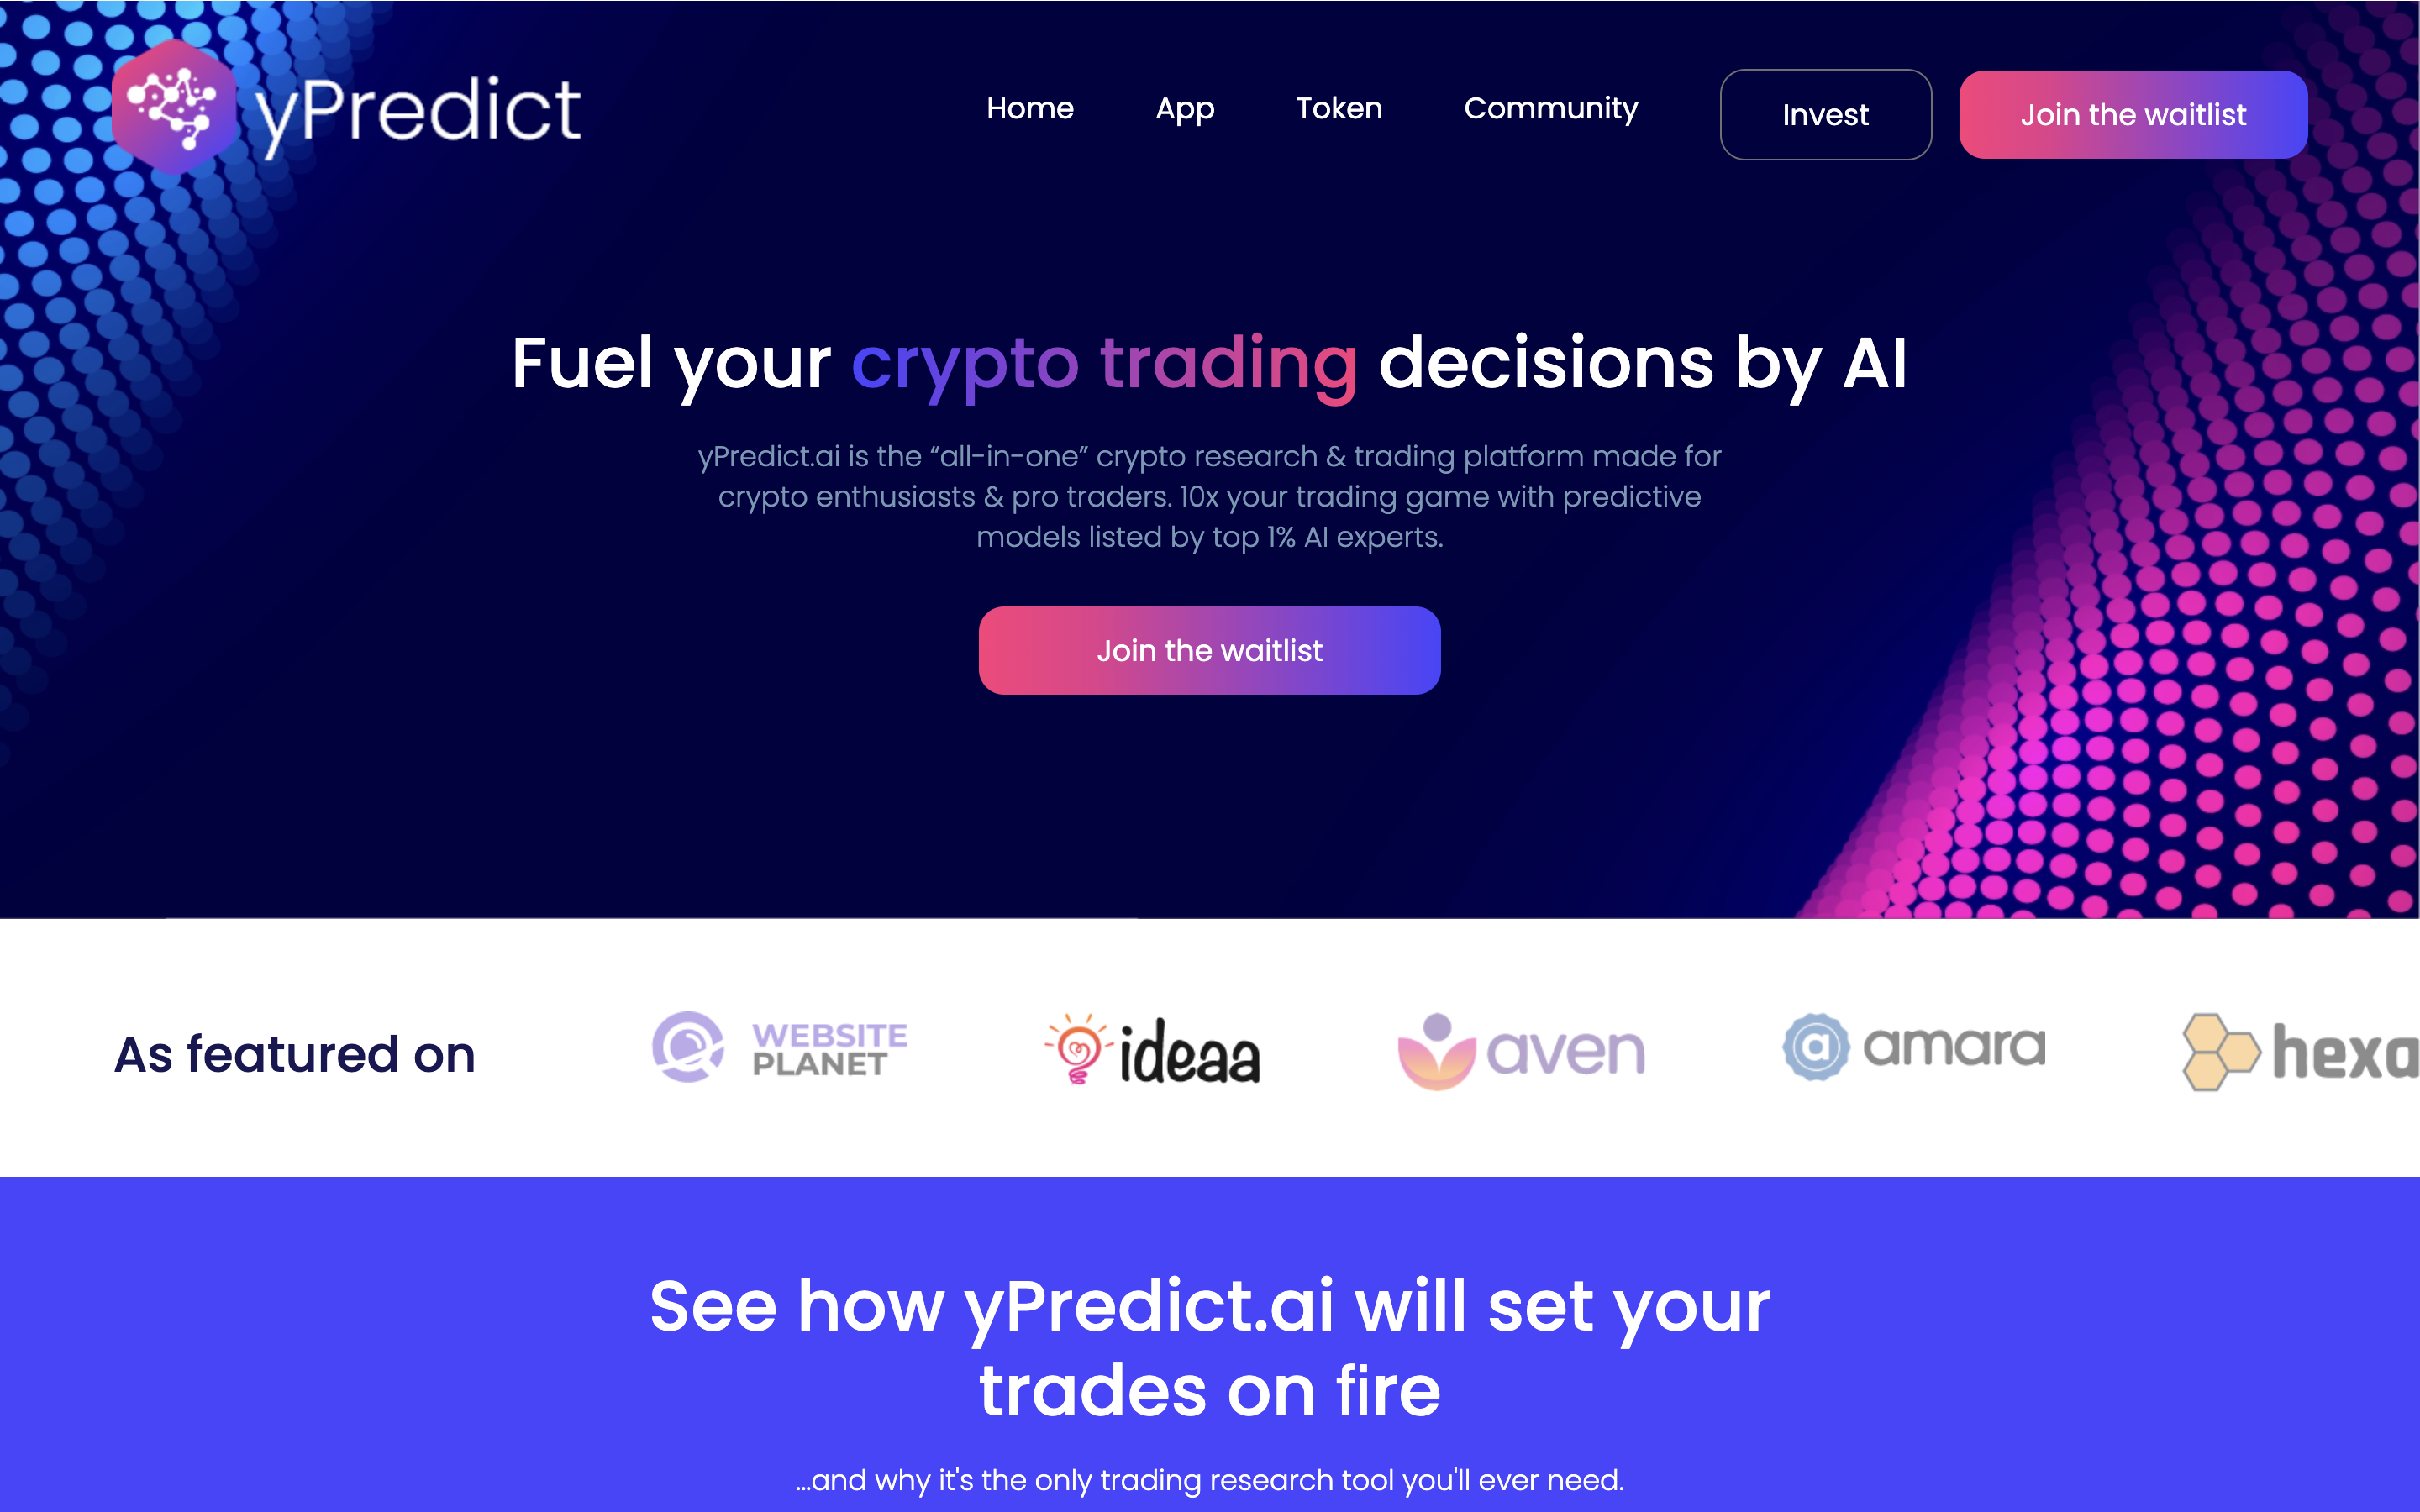 yPredict
Home
App
Token
Community
Invest
Join the waitlist
Fuel your crypto trading decisions by AI
yPredict.ai is the “all-in-one” crypto research & trading platform made for
crypto enthusiasts & pro traders. 10x your trading game with predictive
models listed by top 1% AI experts.
Join the waitlist
As featured on
WEBSITE
PLANET
ideaa
aven
a
amara
hexa
See how yPredict.ai will set your
trades on fire
...and why it's the only trading research tool you'll ever need.